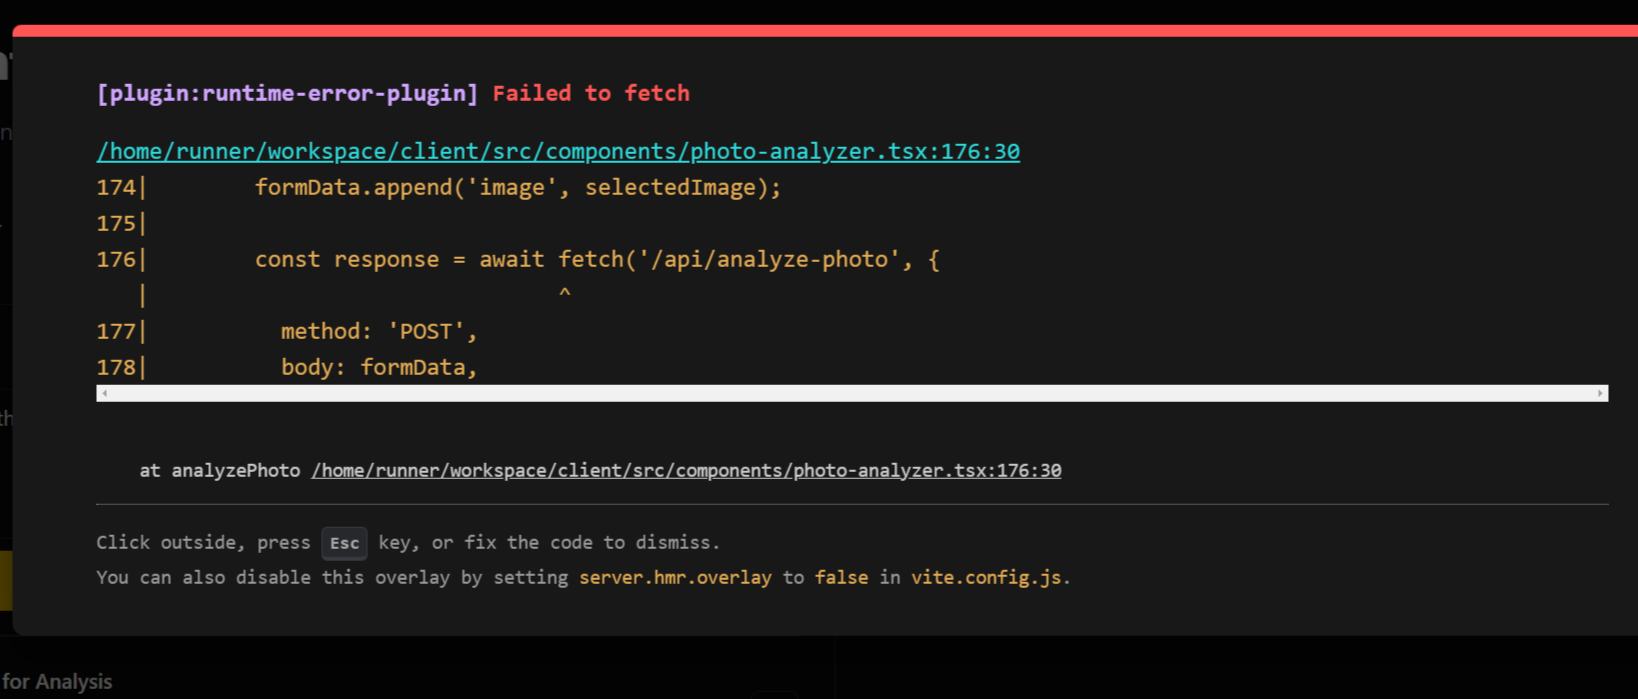 [plugin:runtime-error-plugin] Failed to fetch
/home/runner/workspace/client/src/components/photo-analyzer.tsx:176:30
174|        formData.append('image', selectedImage);
175|
176|        const response = await fetch('/api/analyze-photo', {
   |                               ^
177|          method: 'POST',
178|          body: formData,
at analyzePhoto /home/runner/workspace/client/src/components/photo-analyzer.tsx:176:30
Click outside, press Esc key, or fix the code to dismiss.
You can also disable this overlay by setting server.hmr.overlay to false in vite.config.js.
for Analysis